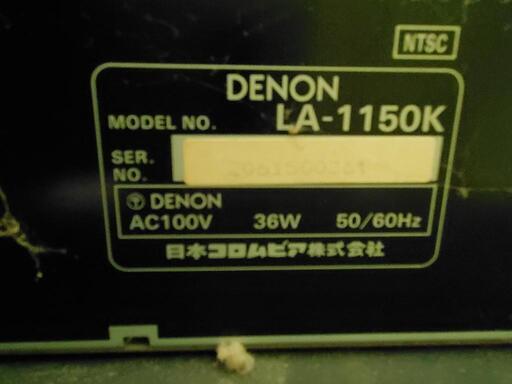 NTSC
DENON
MODEL NO. LA-1150K
SER. NO.
DENON
AC100V 36W 50/60Hz
日本コロムビア株式会社